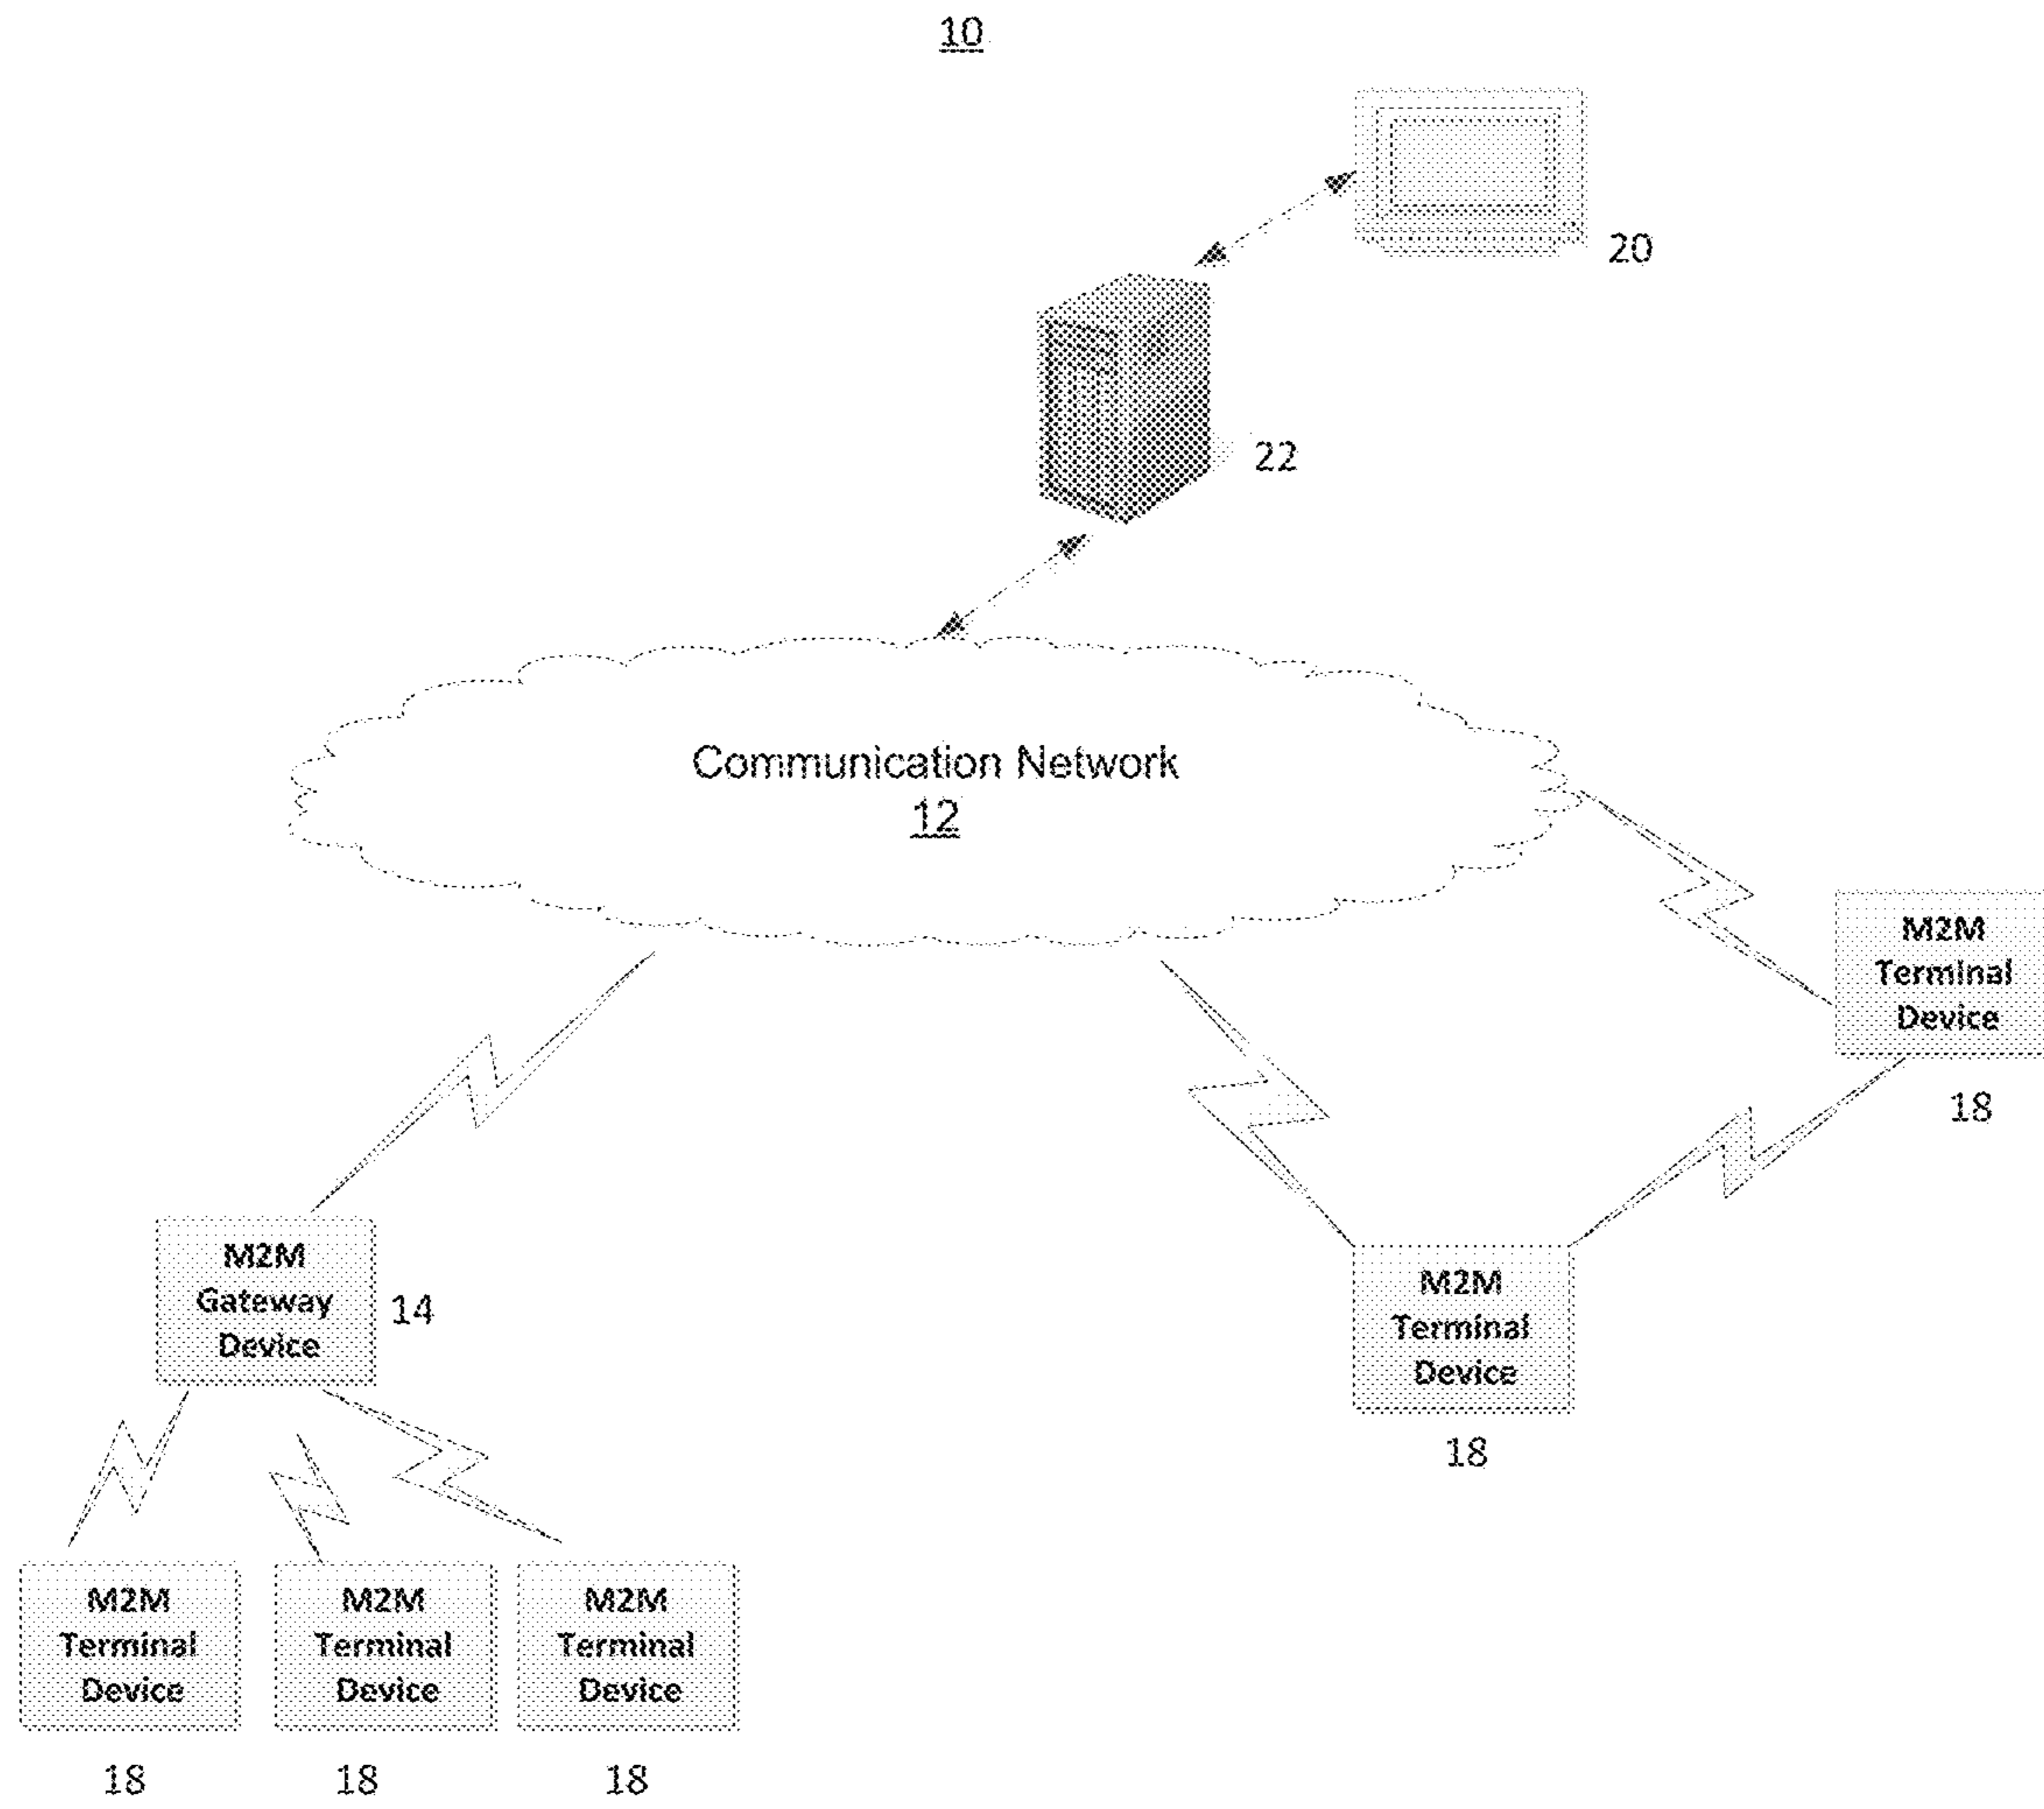 10
20
22
Communication Network
12
M2M
Terminal
Device
18
M2M
Gateway
Device
14
M2M
Terminal
Device
18
M2M
Terminal
Device
18
M2M
Terminal
Device
18
M2M
Terminal
Device
18